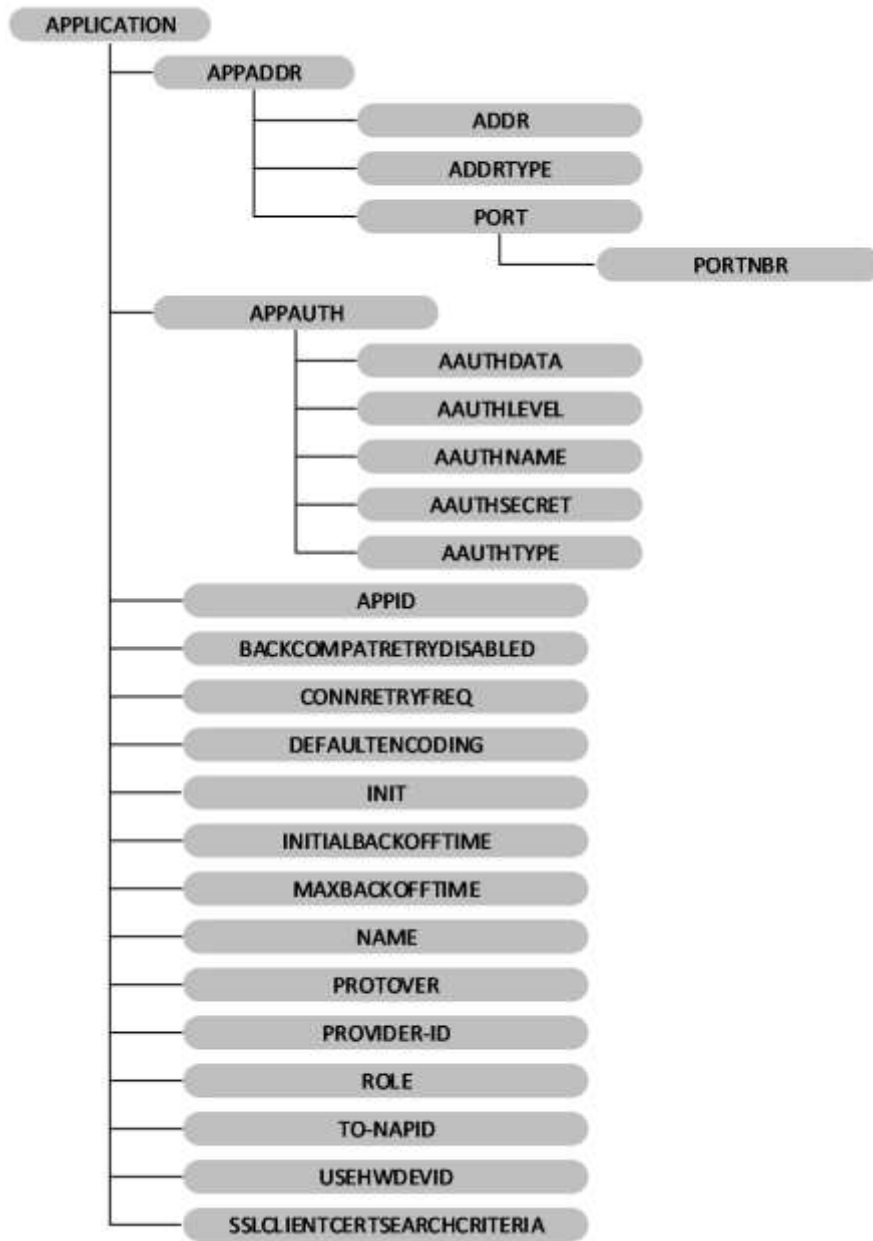 APPLICATION
APPADDR
ADDR
ADDRTYPE
PORT
PORTNBR
APPAUTH
AAUTHDATA
AAUTHLEVEL
AAUTHNAME
AAUTHSECRET
AAUTHTYPE
APPID
BACKCOMPATRETRYDISABLED
CONNRETRYFREQ
DEFAULTENCODING
INIT
INITIALBACKOFFTIME
MAXBACKOFFTIME
NAME
PROTOVER
PROVIDER-ID
ROLE
TO-NAPID
USEHWDEVID
SSLCLIENTCERTSEARCHCRITERIA